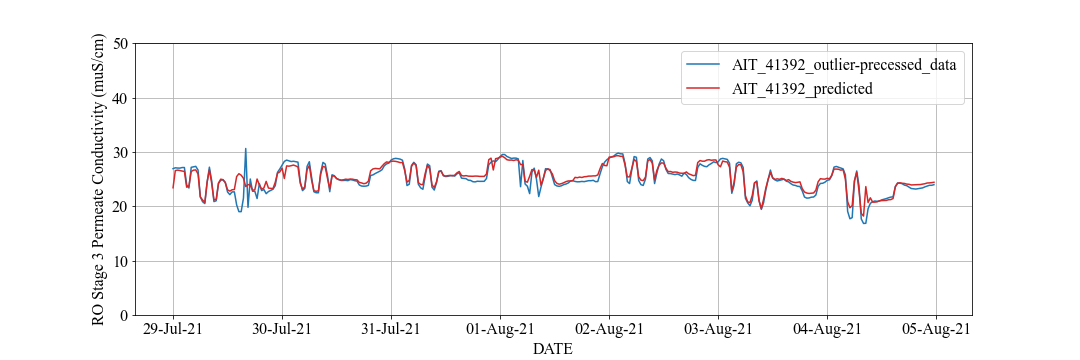 RO Stage 3 Permeate Conductivity (muS/cm)
50
40
30
20
10
0
AIT_41392_outlier-precessed_data
AIT_41392_predicted
29-Jul-21 30-Jul-21 31-Jul-21 01-Aug-21 02-Aug-21 03-Aug-21 04-Aug-21 05-Aug-21
DATE